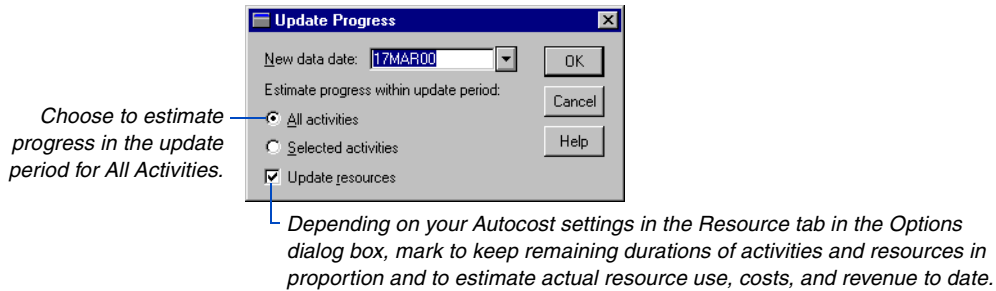 Update Progress
New data date: 17MAR00
OK
Estimate progress within update period:
Cancel
All activities
Selected activities
Help
Update resources
Choose to estimate
progress in the update
period for All Activities.
Depending on your Autocost settings in the Resource tab in the Options
dialog box, mark to keep remaining durations of activities and resources in
proportion and to estimate actual resource use, costs, and revenue to date.